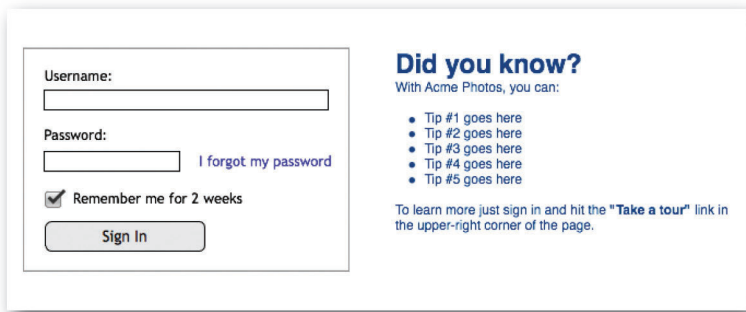 Username:
Password:
I forgot my password
Remember me for 2 weeks
Sign In
Did you know?
With Acme Photos, you can:
• Tip #1 goes here
• Tip #2 goes here
• Tip #3 goes here
• Tip #4 goes here
• Tip #5 goes here
To learn more just sign in and hit the "Take a tour" link in
the upper-right corner of the page.